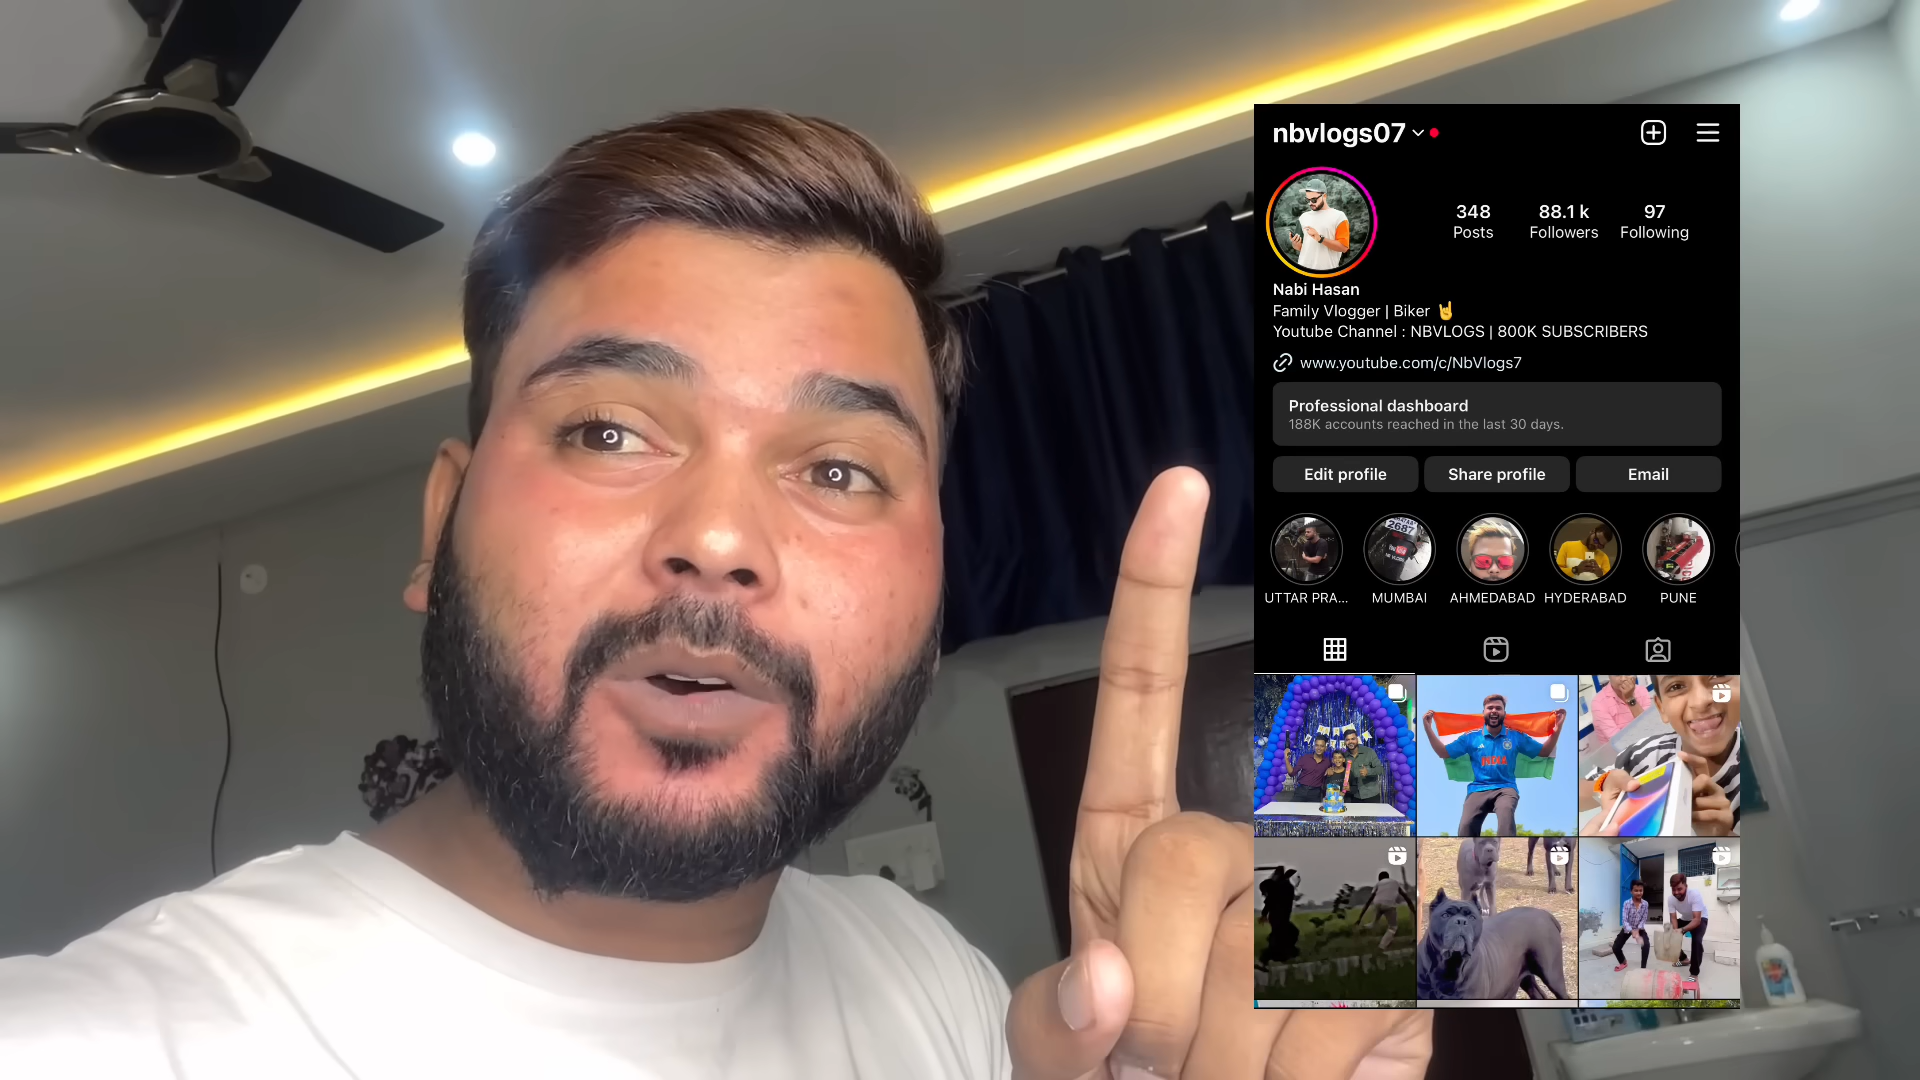 nbvlogs07
348
Posts
88.1 k
Followers
97
Following
Nabi Hasan
Family Vlogger | Biker 🤘
Youtube Channel : NBVLOGS | 800K SUBSCRIBERS
www.youtube.com/c/NbVlogs7
Professional dashboard
188K accounts reached in the last 30 days.
Edit profile
Share profile
Email
2687
UTTAR PRA...
MUMBAI
AHMEDABAD
HYDERABAD
PUNE
INDIA